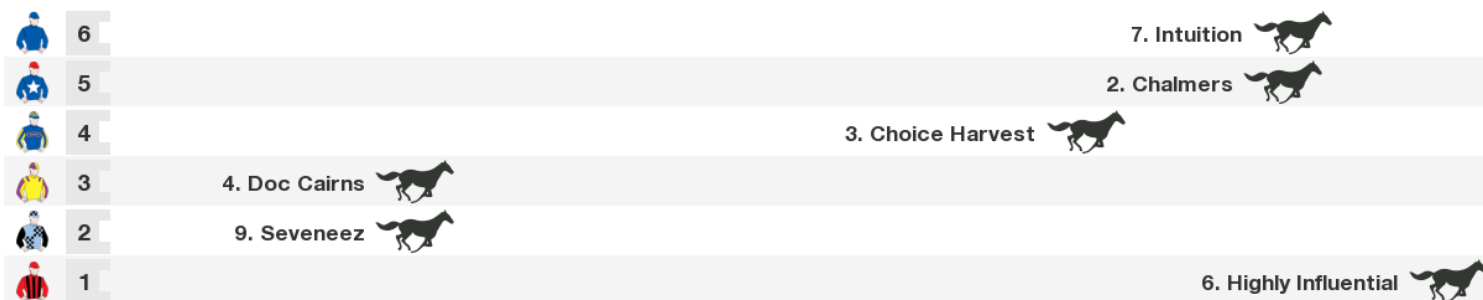 6 7. Intuition
5 2. Chalmers
4 3. Choice Harvest
3 4. Doc Cairns
2 9. Seveneez
1 6. Highly Influential